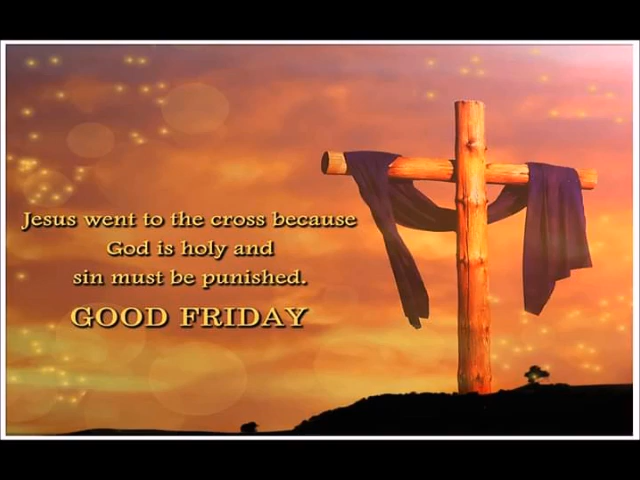 Jesus went to the cross because
God is holy and
sin must be punished.
GOOD FRIDAY